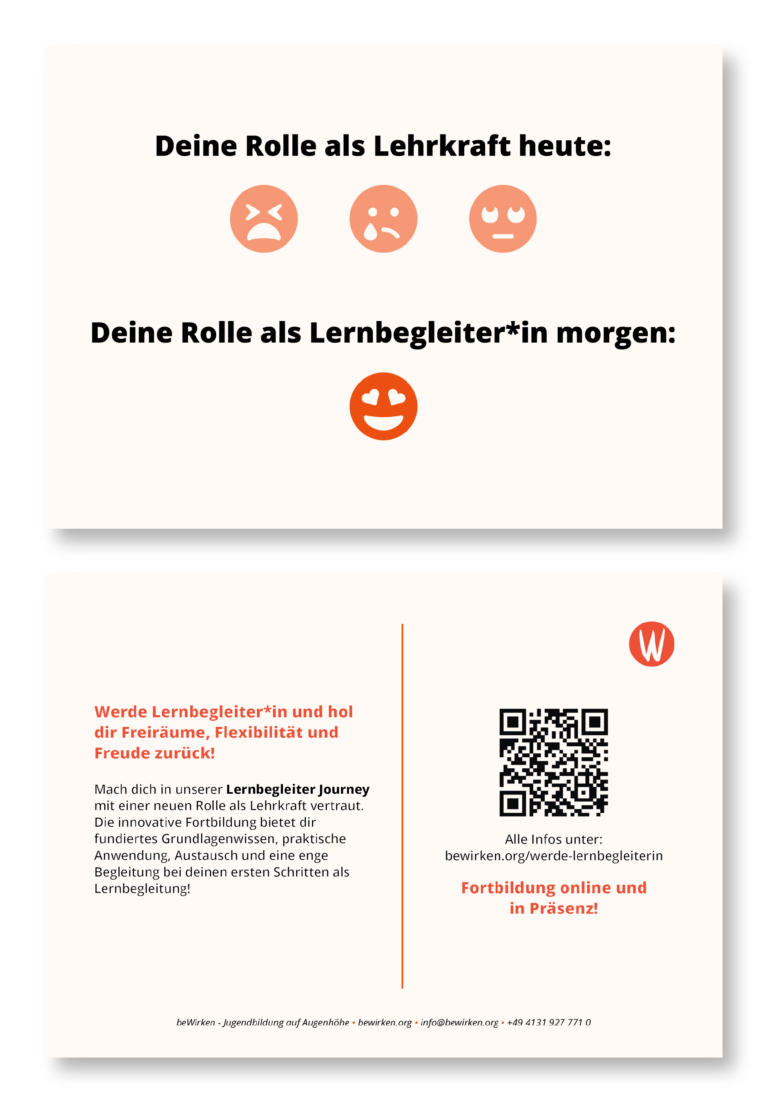 Deine Rolle als Lehrkraft heute:
Deine Rolle als Lernbegleiter*in morgen:
W
Werde Lernbegleiter*in und hol
dir Freiräume, Flexibilität und
Freude zurück!
Mach dich in unserer Lernbegleiter Journey
mit einer neuen Rolle als Lehrkraft vertraut.
Die innovative Fortbildung bietet dir
fundiertes Grundlagenwissen, praktische
Anwendung, Austausch und eine enge
Begleitung bei deinen ersten Schritten als
Lernbegleitung!
Alle Infos unter:
bewirken.org/werde-lernbegleiterin
Fortbildung online und
in Präsenz!
beWirken - Jugendbildung auf Augenhöhe • bewirken.org • info@bewirken.org • +49 4131 927 771 0